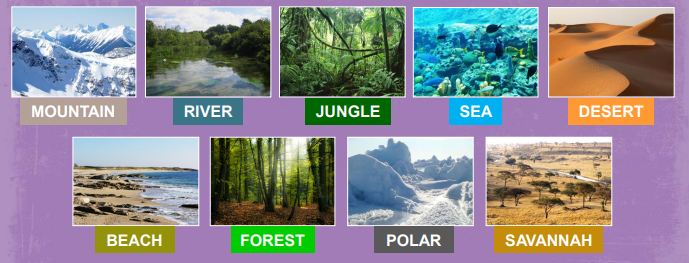 MOUNTAIN
RIVER
JUNGLE
SEA
DESERT
BEACH
FOREST
POLAR
SAVANNAH